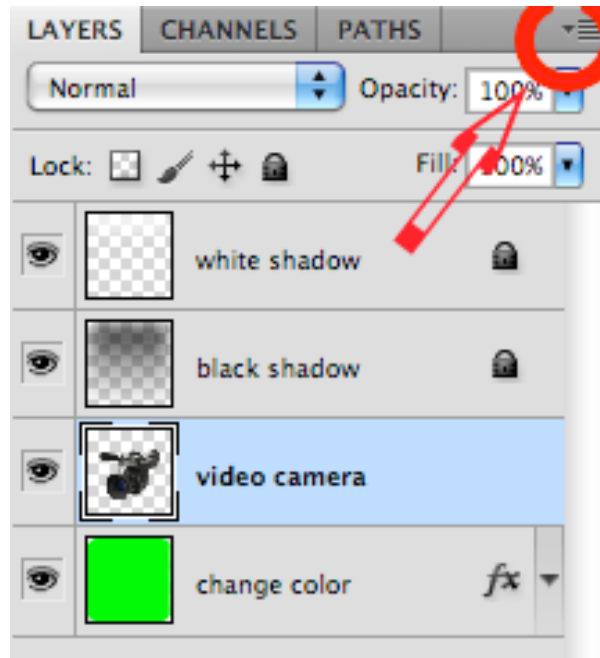 LAYERS CHANNELS PATHS
Normal Opacity: 100%
Lock: Fill: 100%
white shadow
black shadow
video camera
change color fx